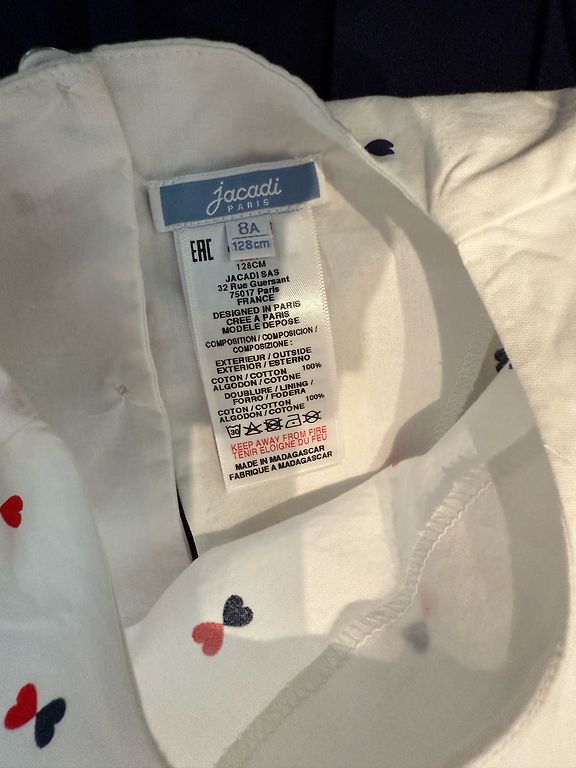 jacadi
PARIS
8A
128cm
EAC
128CM
JACADI SAS
32 Rue Guersant
75017 Paris
FRANCE
DESIGNED IN PARIS
CREE A PARIS
MODELE DEPOSE
COMPOSITION / COMPOSICION /
COMPOSIZIONE :
EXTERIEUR / OUTSIDE
EXTERIOR / ESTERNO
COTON / COTTON 100%
ALGODON / COTONE
DOUBLURE / LINING /
FORRO / FODERA
COTON / COTTON 100%
ALGODON / COTONE
30
KEEP AWAY FROM FIRE
TENIR ELOIGNE DU FEU
MADE IN MADAGASCAR
FABRIQUE A MADAGASCAR